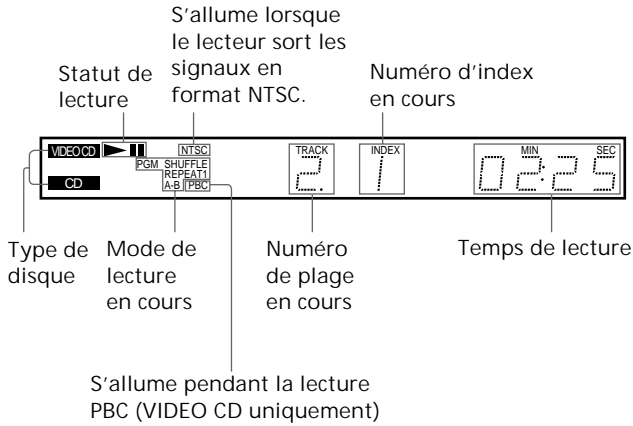 S'allume lorsque
le lecteur sort les
signaux en
format NTSC.
Statut de
lecture
Numéro d'index
en cours
VIDEO CD NTSC TRACK INDEX MIN SEC
PGM SHUFFLE
REPEAT1
CD A-B PBC
2. 1 02:25
Type de
disque
Mode de
lecture
en cours
Numéro
de plage
en cours
Temps de lecture
S'allume pendant la lecture
PBC (VIDEO CD uniquement)